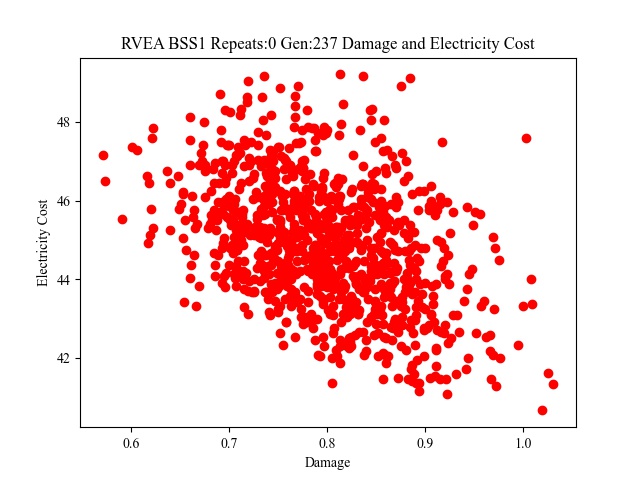 RVEA BSS1 Repeats:0 Gen:237 Damage and Electricity Cost
48
46
44
42
Electricity Cost
0.6 0.7 0.8 0.9 1.0
Damage